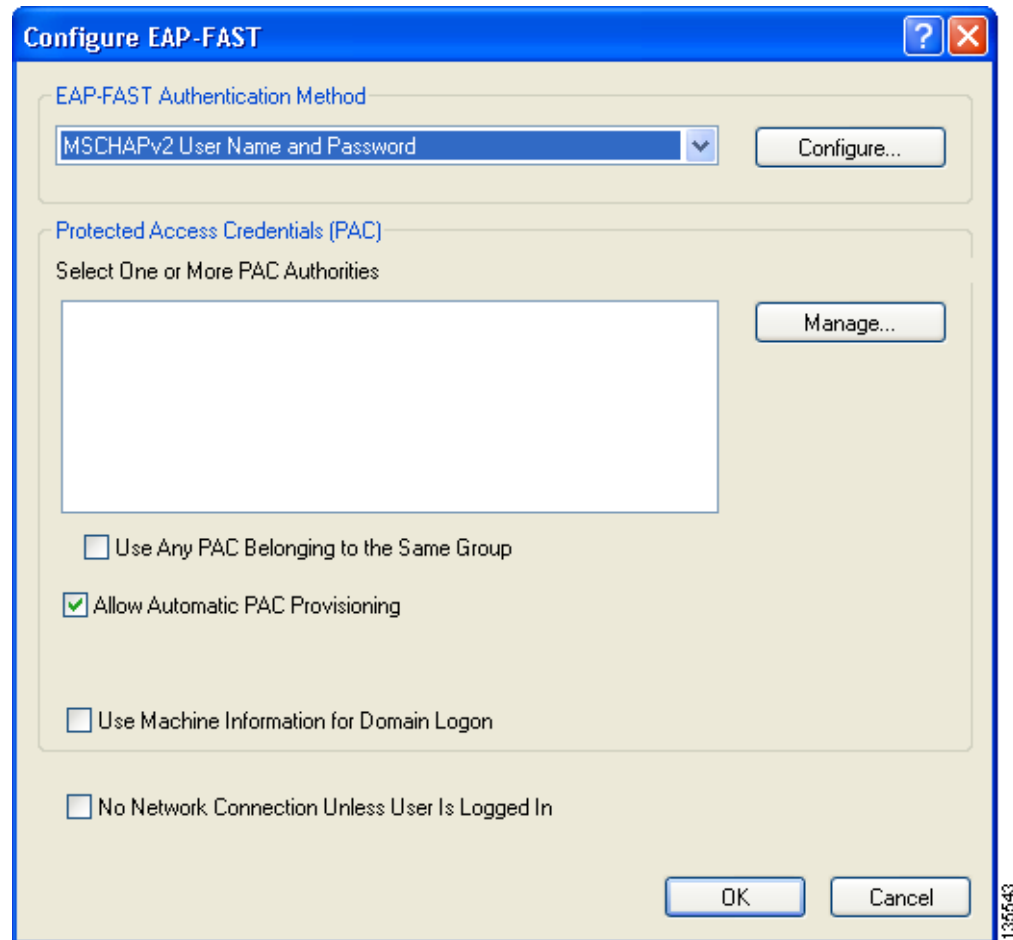 Configure EAP-FAST
EAP-FAST Authentication Method
MSCHAPv2 User Name and Password
Configure...
Protected Access Credentials (PAC)
Select One or More PAC Authorities
Manage...
Use Any PAC Belonging to the Same Group
Allow Automatic PAC Provisioning
Use Machine Information for Domain Logon
No Network Connection Unless User Is Logged In
OK
Cancel
135543